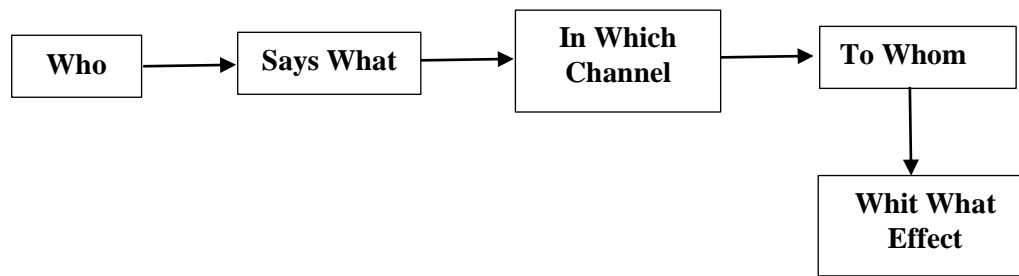 Who
Says What
In Which
Channel
To Whom
Whit What
Effect